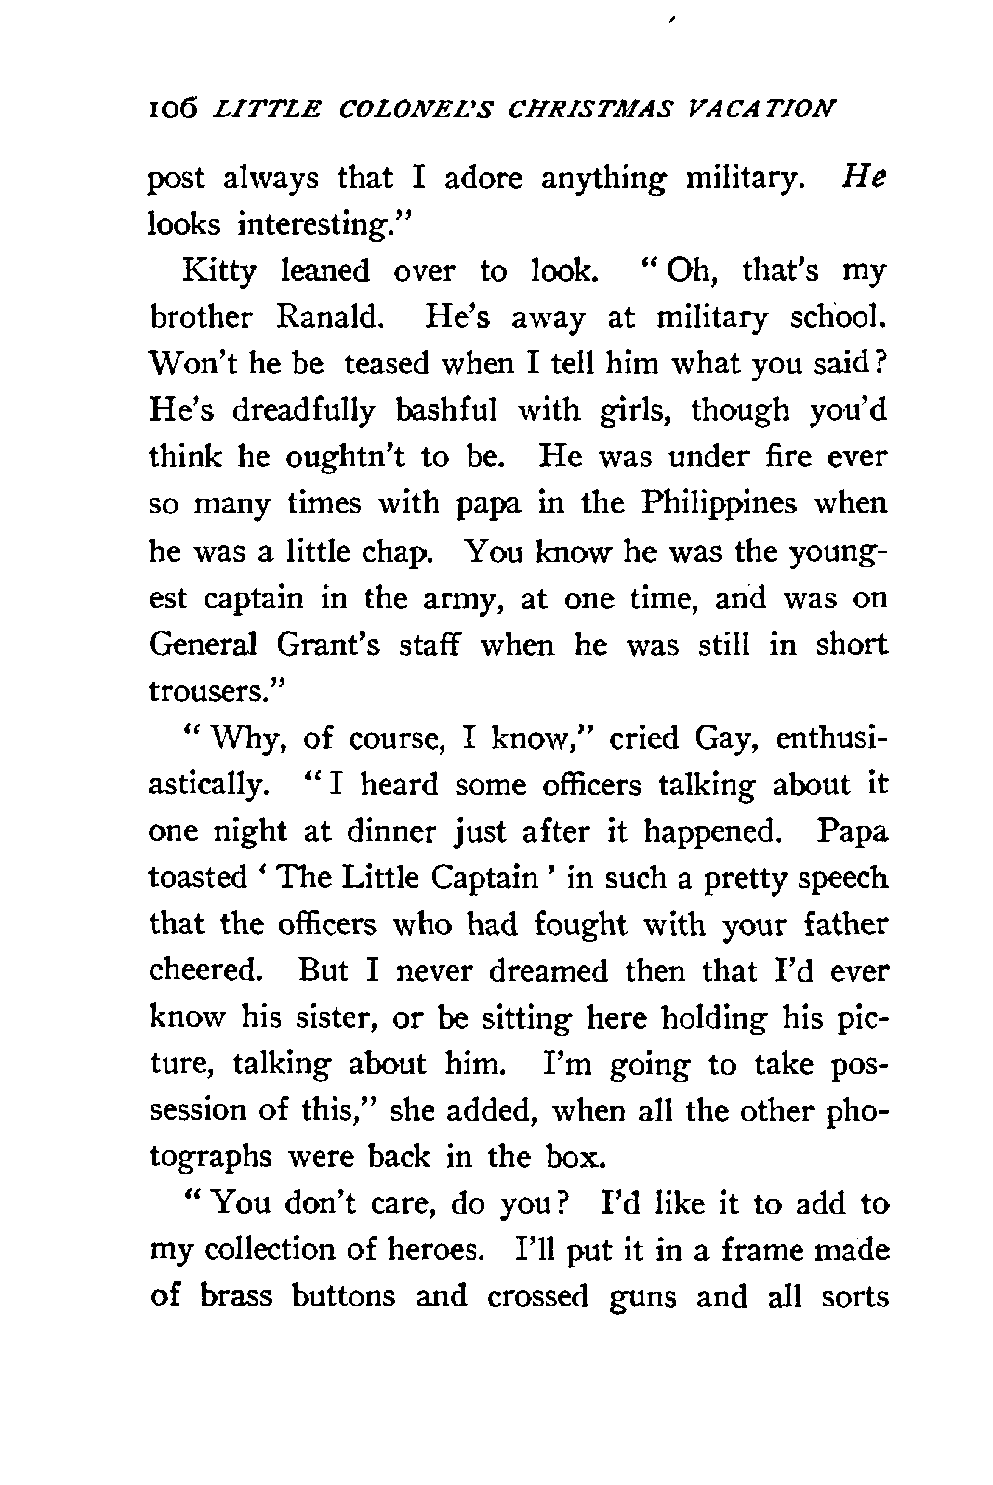 106 LITTLE COLONEL'S CHRISTMAS VACATION
post always that I adore anything military. He
looks interesting."
Kitty leaned over to look. "Oh, that's my
brother Ranald. He's away at military school.
Won't he be teased when I tell him what you said?
He's dreadfully bashful with girls, though you'd
think he oughtn't to be. He was under fire ever
so many times with papa in the Philippines when
he was a little chap. You know he was the young-
est captain in the army, at one time, and was on
General Grant's staff when he was still in short
trousers."
"Why, of course, I know," cried Gay, enthusi-
astically. "I heard some officers talking about it
one night at dinner just after it happened. Papa
toasted 'The Little Captain' in such a pretty speech
that the officers who had fought with your father
cheered. But I never dreamed then that I'd ever
know his sister, or be sitting here holding his pic-
ture, talking about him. I'm going to take pos-
session of this," she added, when all the other pho-
tographs were back in the box.
"You don't care, do you? I'd like it to add to
my collection of heroes. I'll put it in a frame made
of brass buttons and crossed guns and all sorts